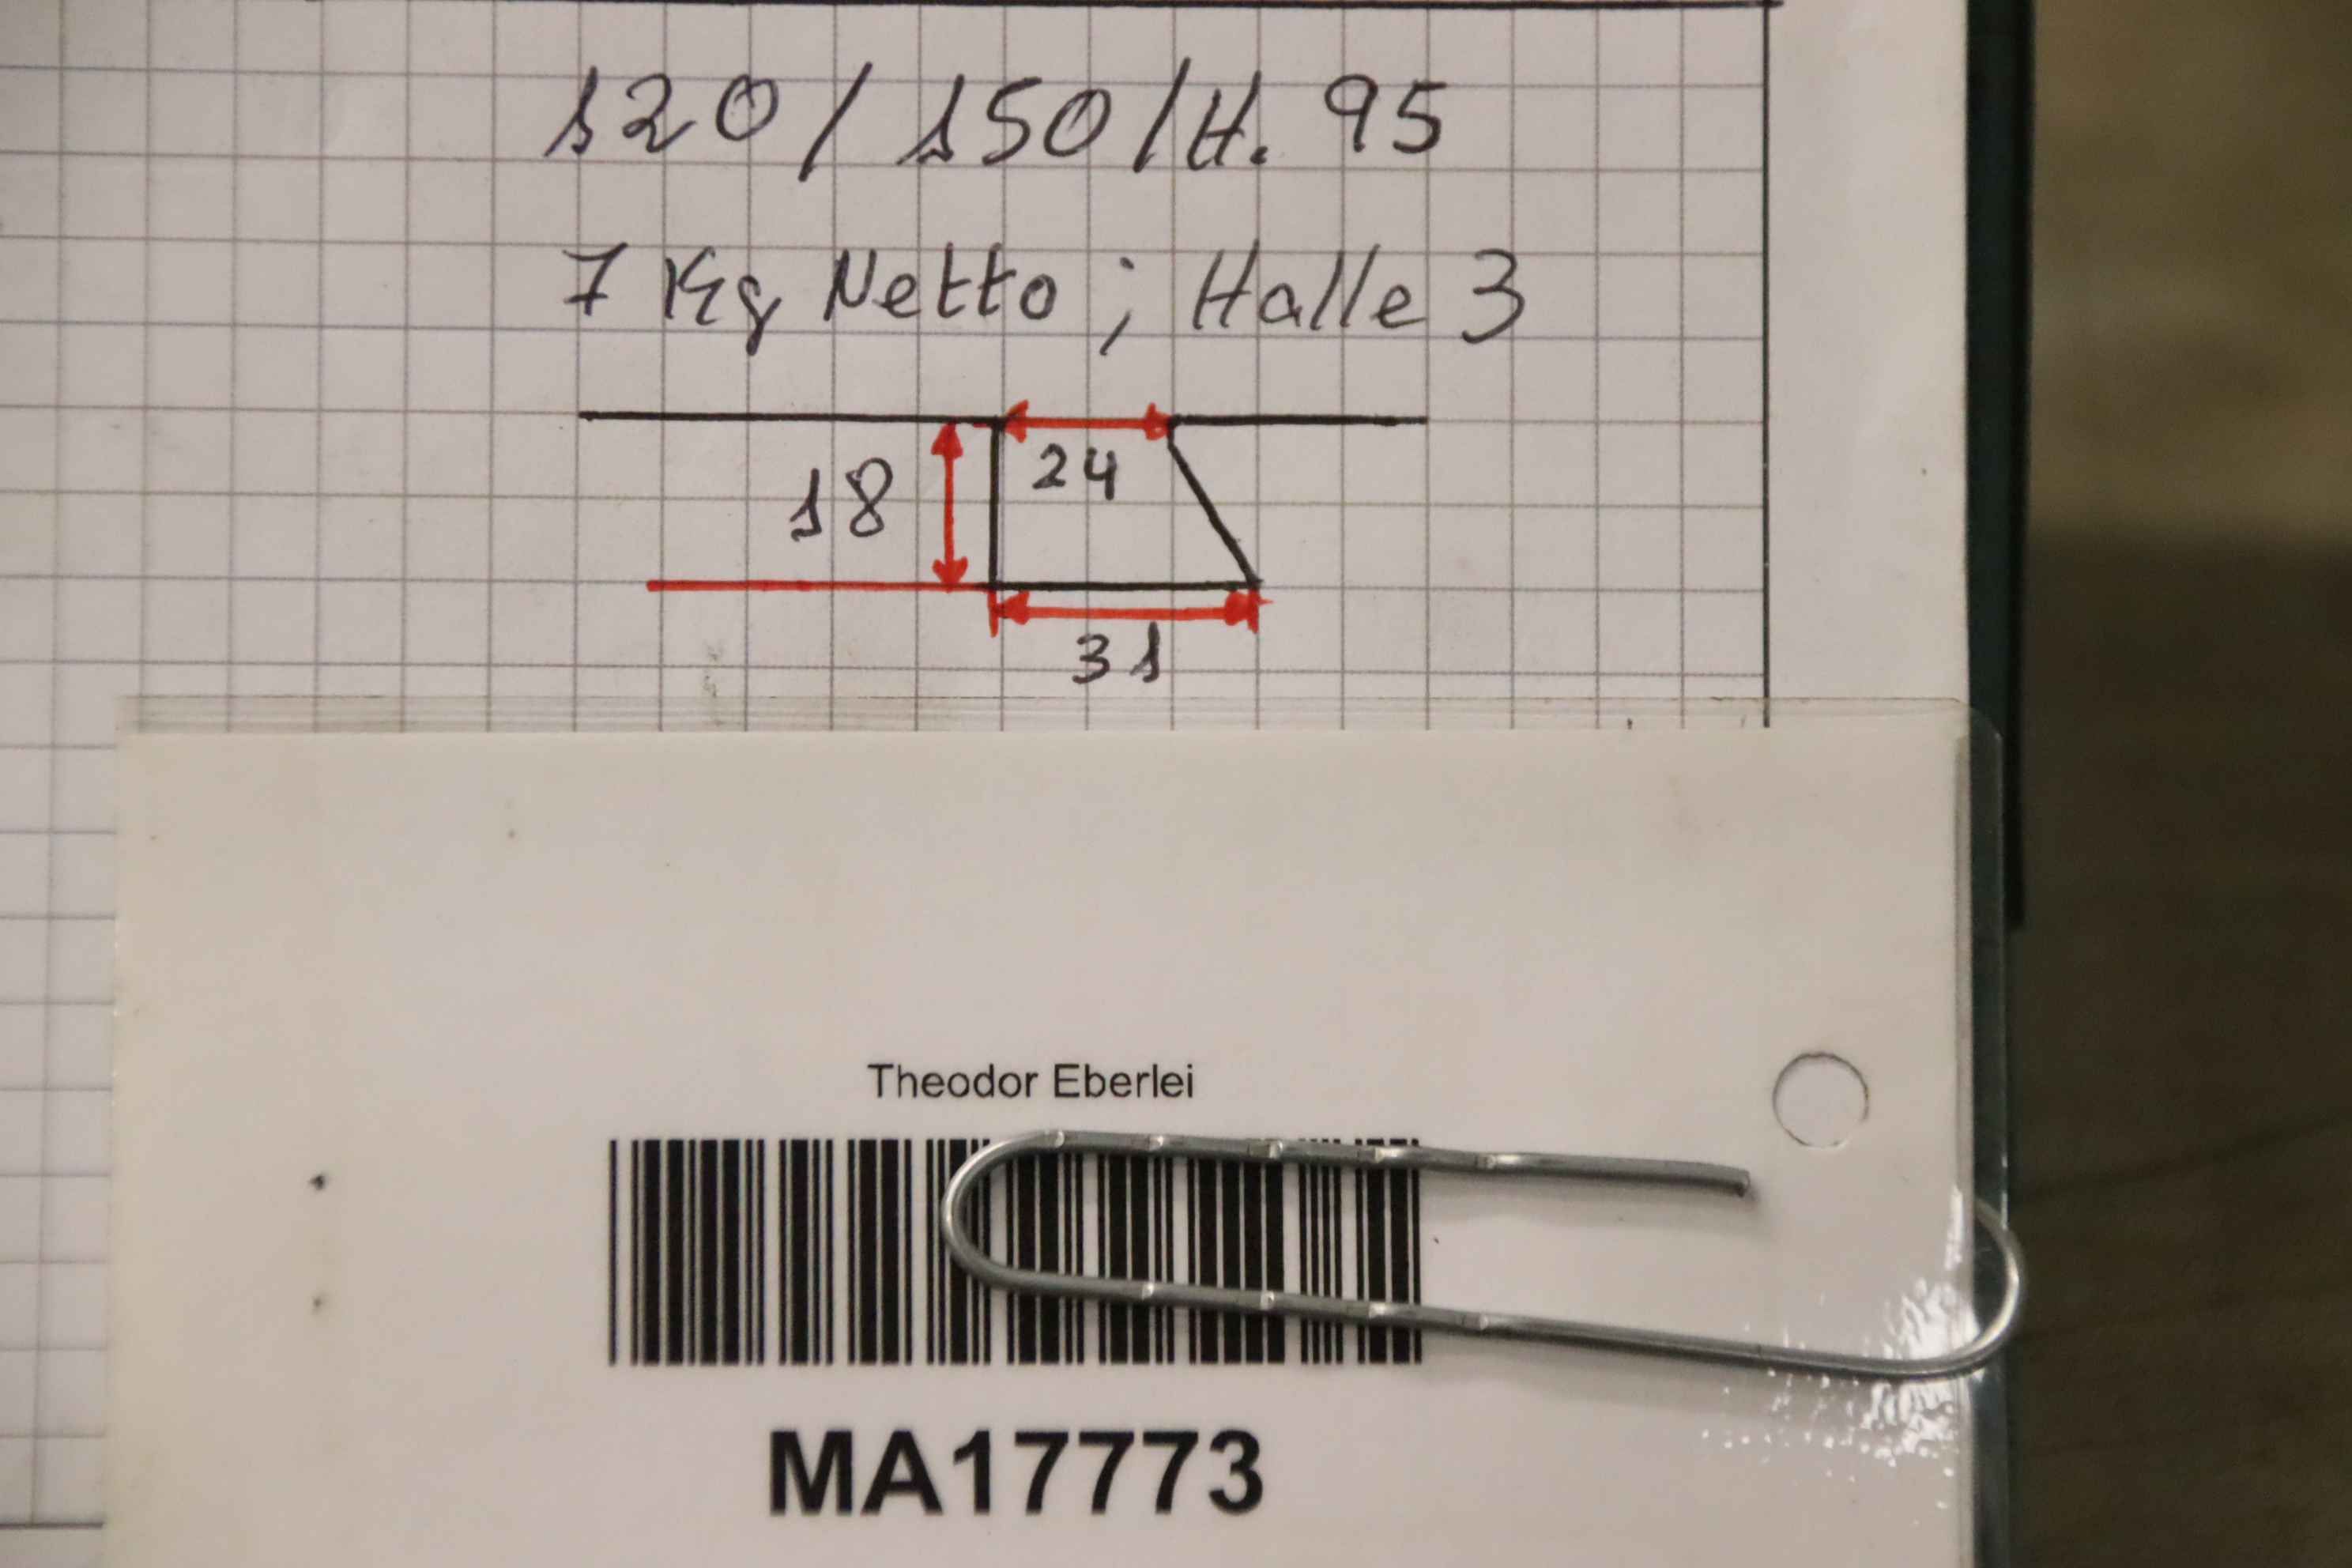 120 / 150 / H. 95
7 Kg Netto ; Halle 3
24
18
31
Theodor Eberlei
MA17773